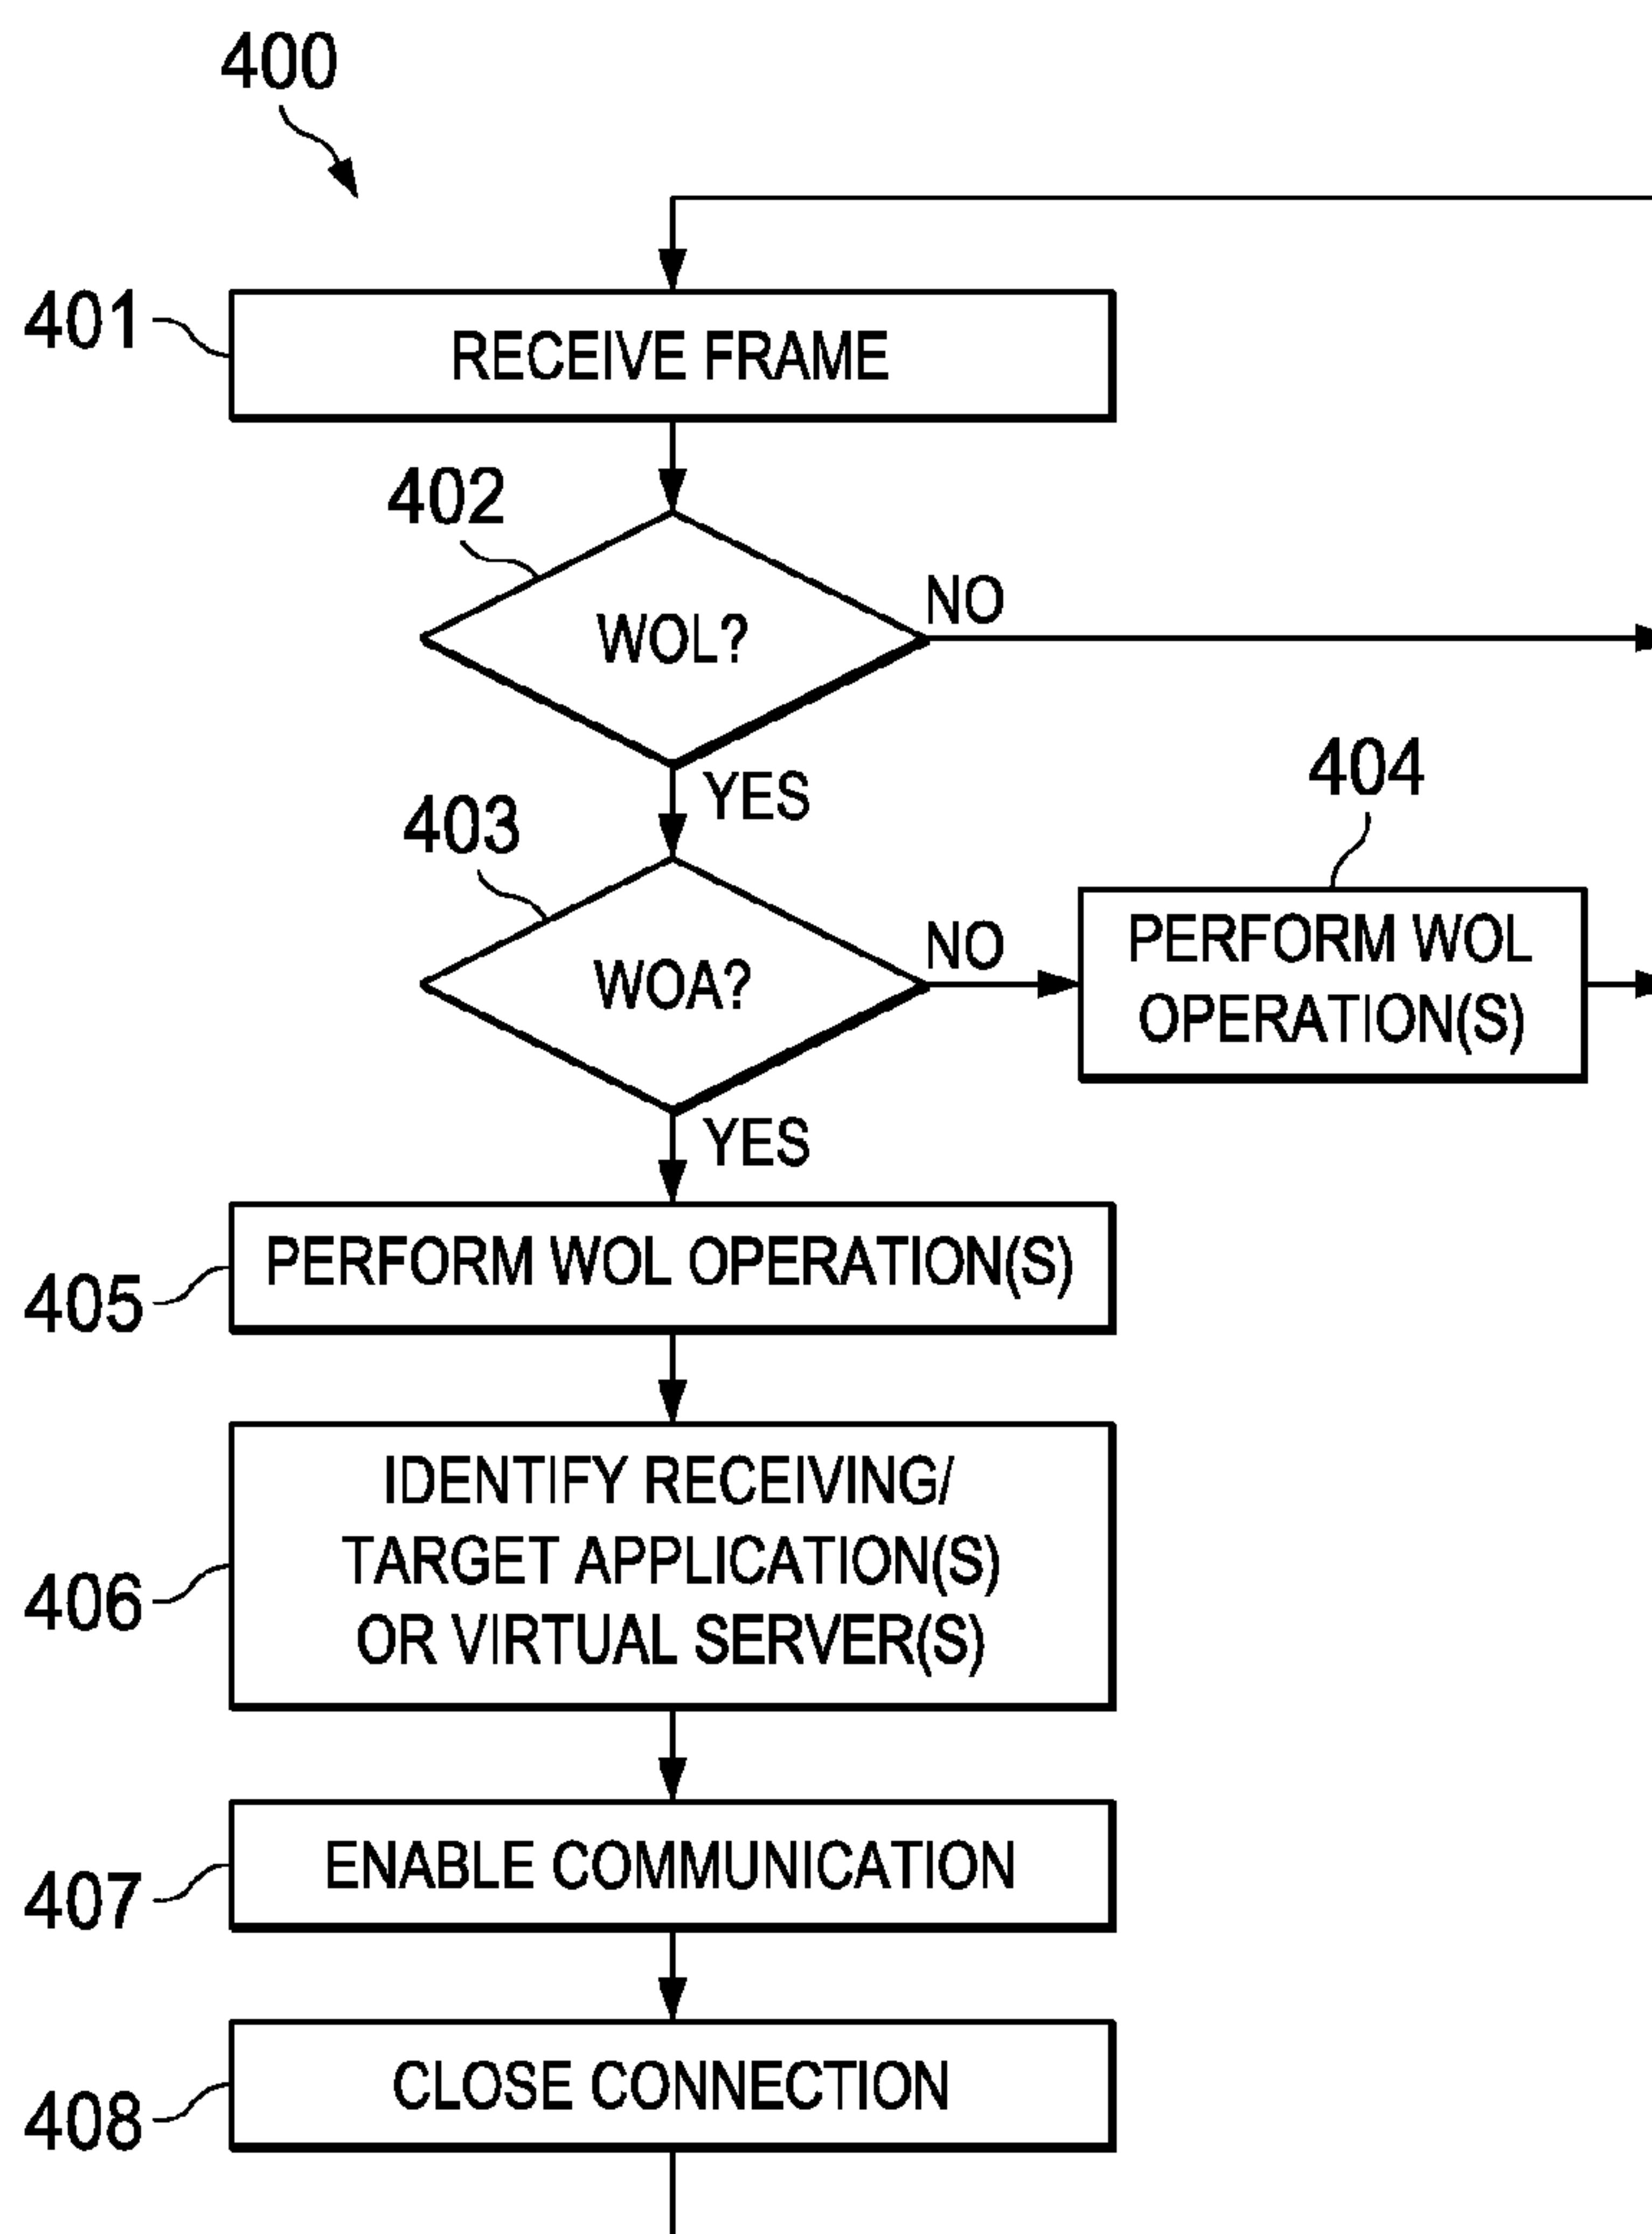 400
401
RECEIVE FRAME
402
WOL?
NO
YES
403
WOA?
NO
404
PERFORM WOL
OPERATION(S)
YES
405
PERFORM WOL OPERATION(S)
406
IDENTIFY RECEIVING/
TARGET APPLICATION(S)
OR VIRTUAL SERVER(S)
407
ENABLE COMMUNICATION
408
CLOSE CONNECTION